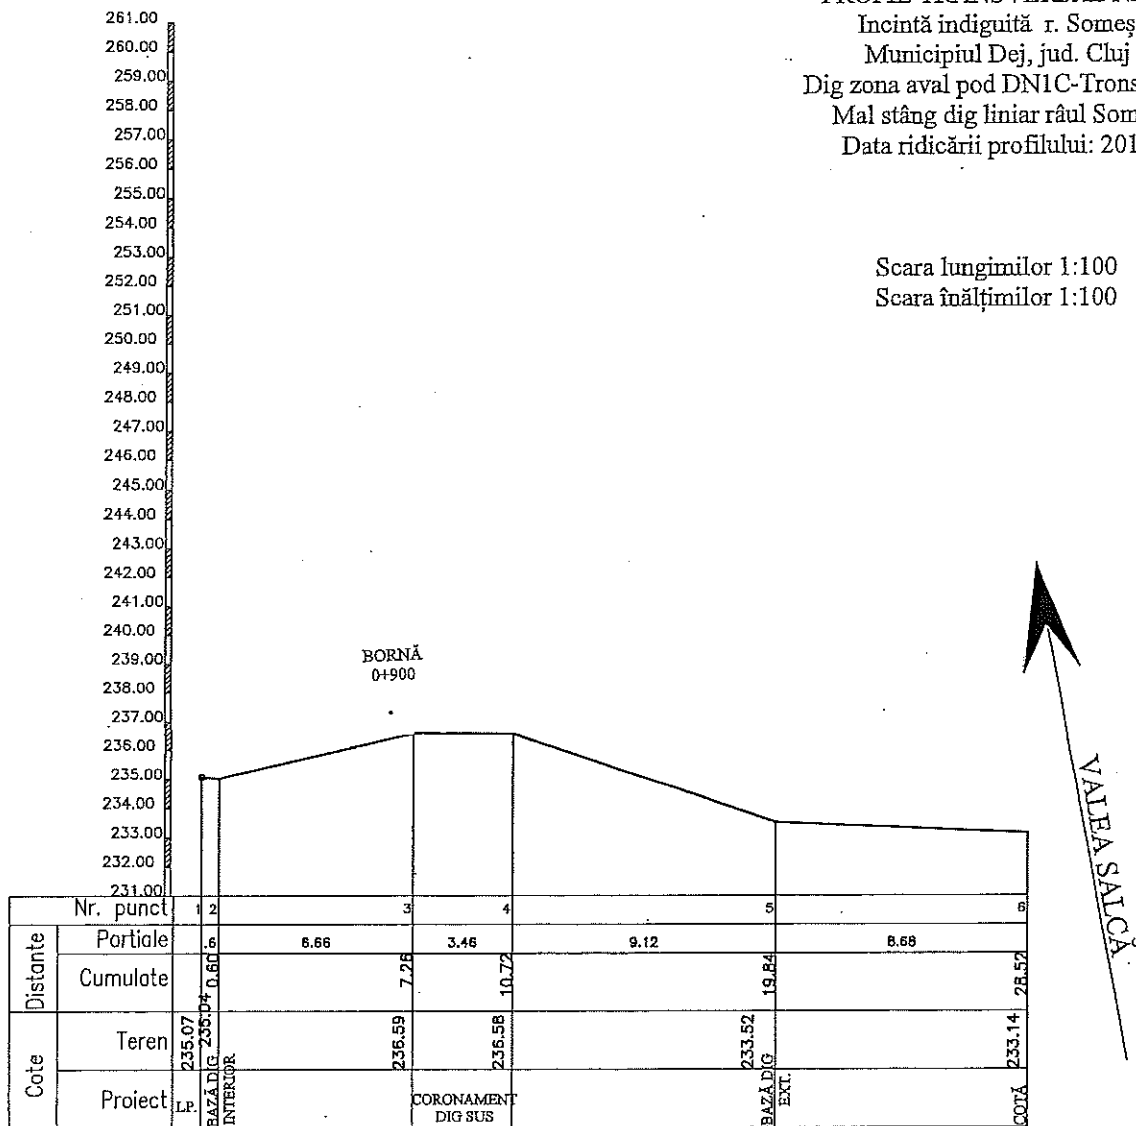 Incintă indiguită r. Someș
Municipiul Dej, jud. Cluj
Dig zona aval pod DN1C-Trons
Mal stâng dig liniar râul Som
Data ridicării profilului: 201
Scara lungimilor 1:100
Scara înălțimilor 1:100
261.00
260.00
259.00
258.00
257.00
256.00
255.00
254.00
253.00
252.00
251.00
250.00
249.00
248.00
247.00
246.00
245.00
244.00
243.00
242.00
241.00
240.00
239.00
238.00
237.00
236.00
235.00
234.00
233.00
232.00
231.00
BORNĂ
0+900
VALEA SALCĂ
Nr. punct 1 2 3 4 5 6
Distante
Portiale .6 6.66 3.46 9.12 8.68
Cumulate 0.60 7.26 10.72 19.84 28.52
Cote
Teren 235.07 235.04 236.59 236.58 233.52 233.14
Proiect LP. BAZĂ DIG INTERIOR CORONAMENT DIG SUS BAZĂ DIG EXT. COTĂ